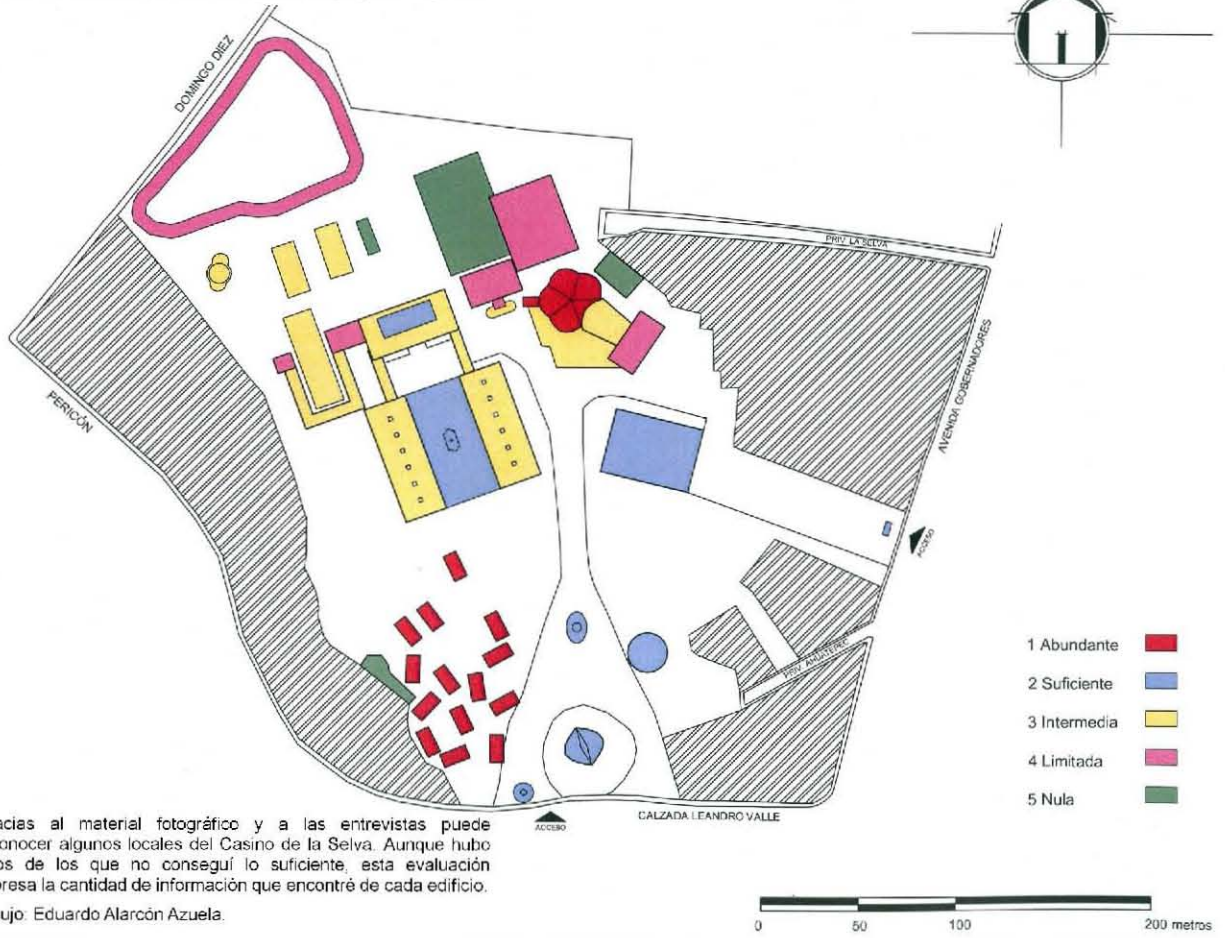 DOMINGO DIEZ
PRIV. LA SELVA
AVENIDA GOBERNADORES
PERICÓN
ACCESO
PRIV. AHUATEPEC
1 Abundante
2 Suficiente
3 Intermedia
4 Limitada
5 Nula
ACCESO
CALZADA LEANDRO VALLE
acias al material fotográfico y a las entrevistas puede
onocer algunos locales del Casino de la Selva. Aunque hubo
os de los que no conseguí lo suficiente, esta evaluación
presa la cantidad de información que encontré de cada edificio.
ujo: Eduardo Alarcón Azuela.
0 50 100 200 metros